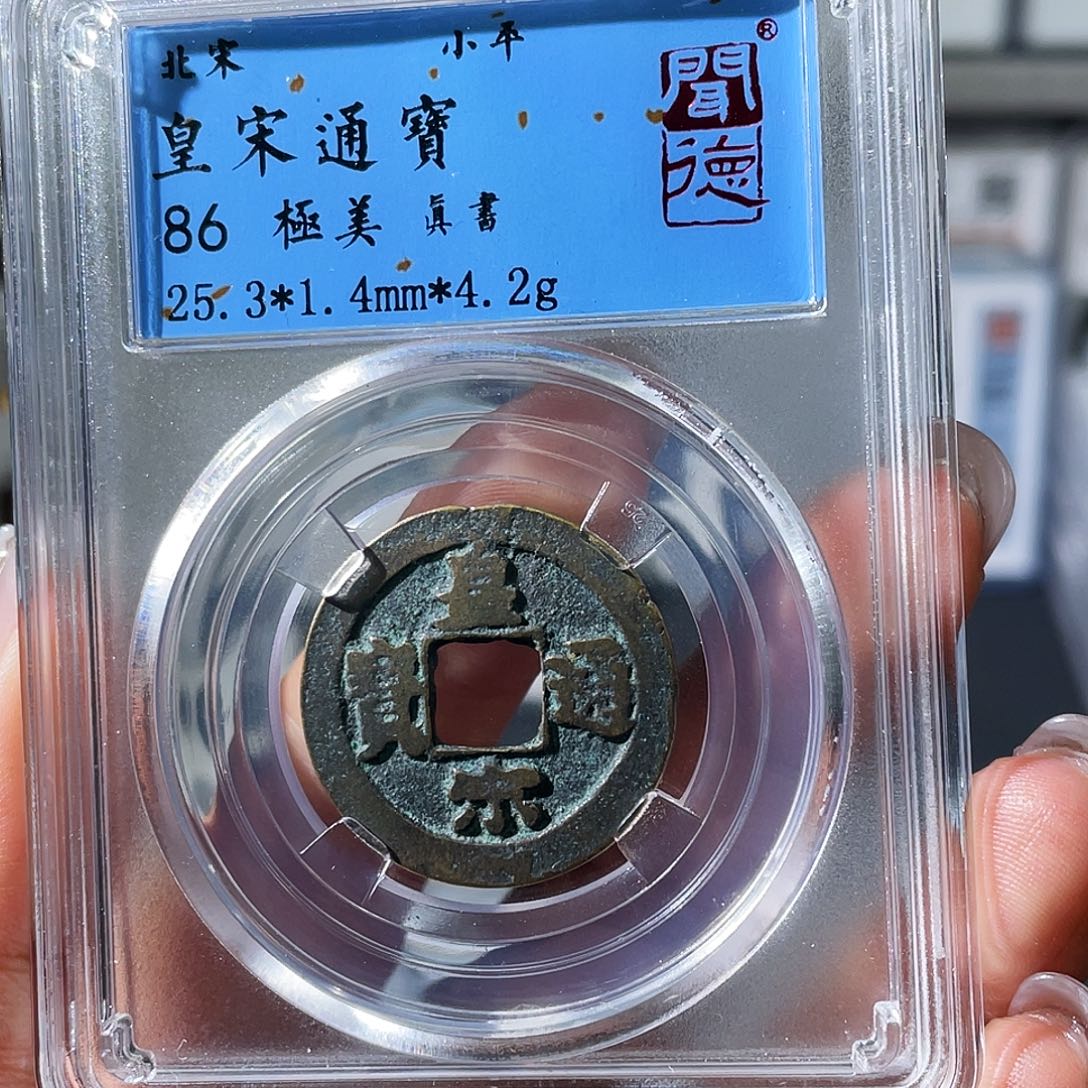 北宋 小平
皇宋通寶
86 極美 眞書
25.3*1.4mm*4.2g
聞德
®
皇宋通寶